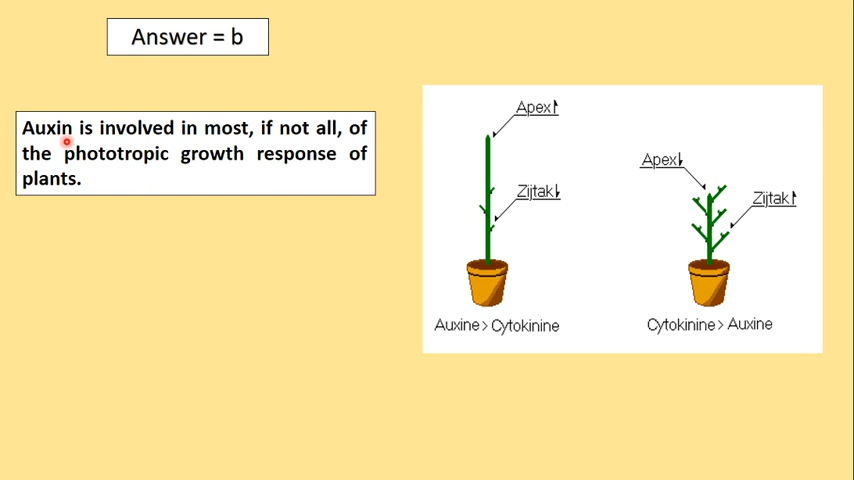 Answer = b
Auxin is involved in most, if not all, of
the phototropic growth response of
plants.
Apex↑
Zijtak↓
Auxine > Cytokinine
Apex↓
Zijtak↑
Cytokinine > Auxine